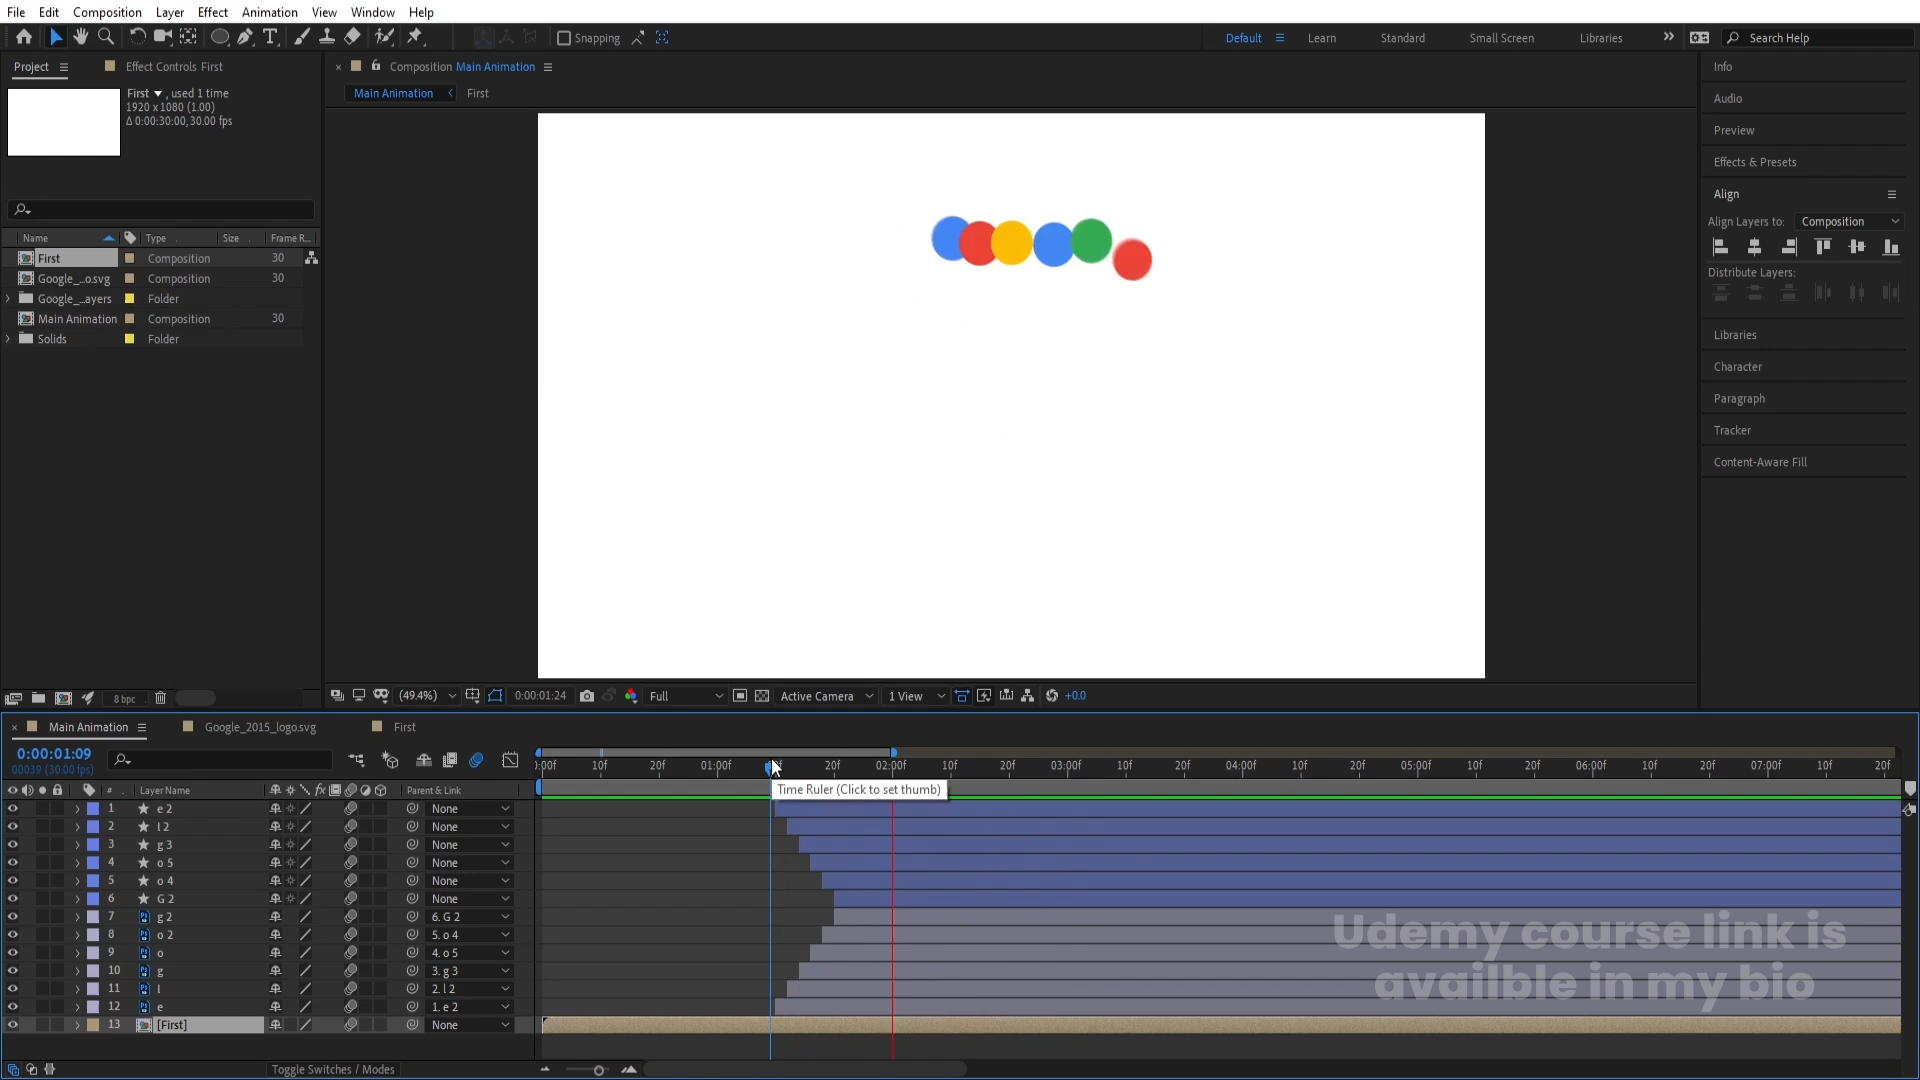 File Edit Composition Layer Effect Animation View Window Help
Snapping
Default
Learn
Standard
Small Screen
Libraries
Search Help
Project
Effect Controls First
Composition Main Animation
Main Animation
First
First , used 1 time
1920 x 1080 (1.00)
Δ 0:00:30:00, 30.00 fps
Name
Type
Size
Frame R...
First Composition 30
Google_...o.svg Composition 30
Google_...ayers Folder
Main Animation Composition 30
Solids Folder
Info
Audio
Preview
Effects & Presets
Align
Align Layers to: Composition
Distribute Layers:
Libraries
Character
Paragraph
Tracker
Content-Aware Fill
8 bpc
(49.4%)
0:00:01:24
Full
Active Camera
1 View
+0.0
Main Animation
Google_2015_logo.svg
First
0:00:01:09
00039 (30.00 fps)
:00f 10f 20f 01:00f 20f 02:00f 10f 20f 03:00f 10f 20f 04:00f 10f 20f 05:00f 10f 20f 06:00f 10f 20f 07:00f 10f 20f
# Layer Name
fx
Parent & Link
Time Ruler (Click to set thumb)
1 e 2 None
2 l 2 None
3 g 3 None
4 o 5 None
5 o 4 None
6 G 2 None
7 g 2 6. G 2
8 o 2 5. o 4
9 o 4. o 5
10 g 3. g 3
11 l 2. l 2
12 e 1. e 2
13 [First] None
Udemy course link is
availble in my bio
Toggle Switches / Modes